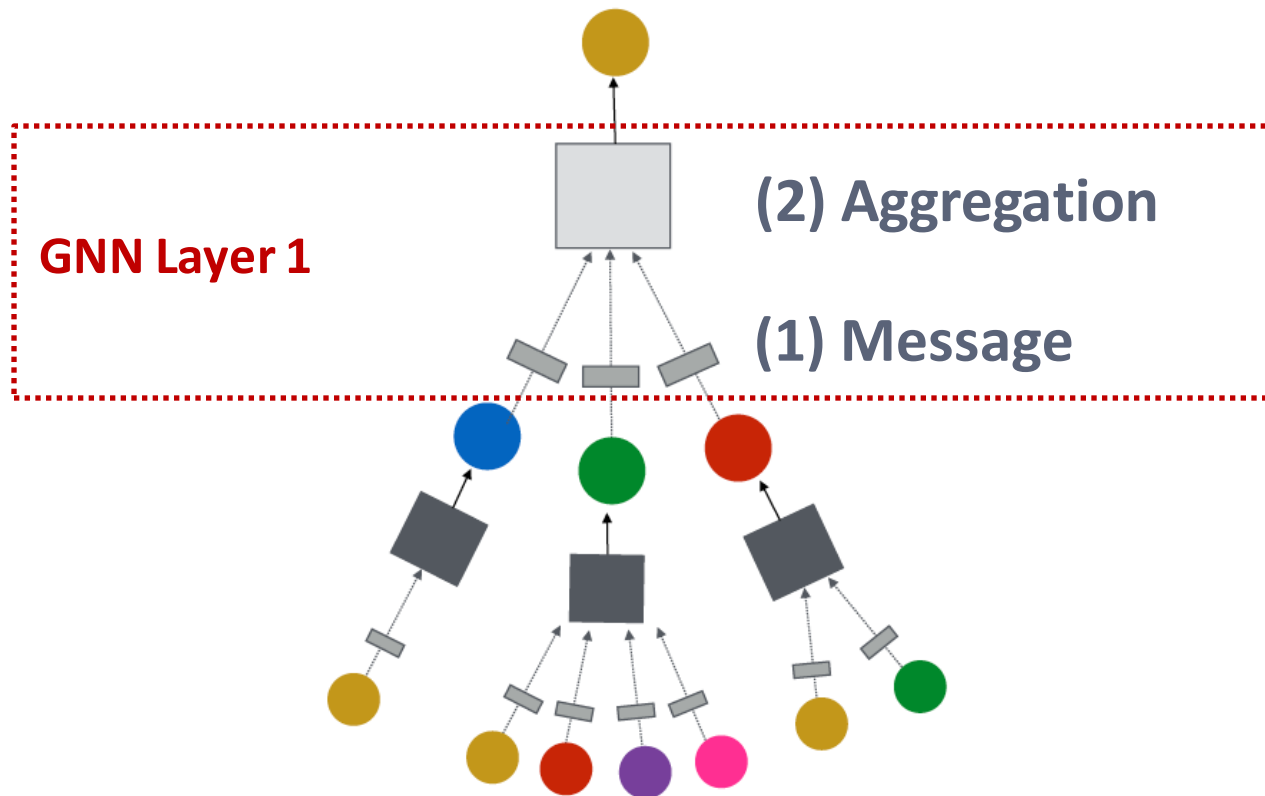 (2) Aggregation
GNN Layer 1
(1) Message